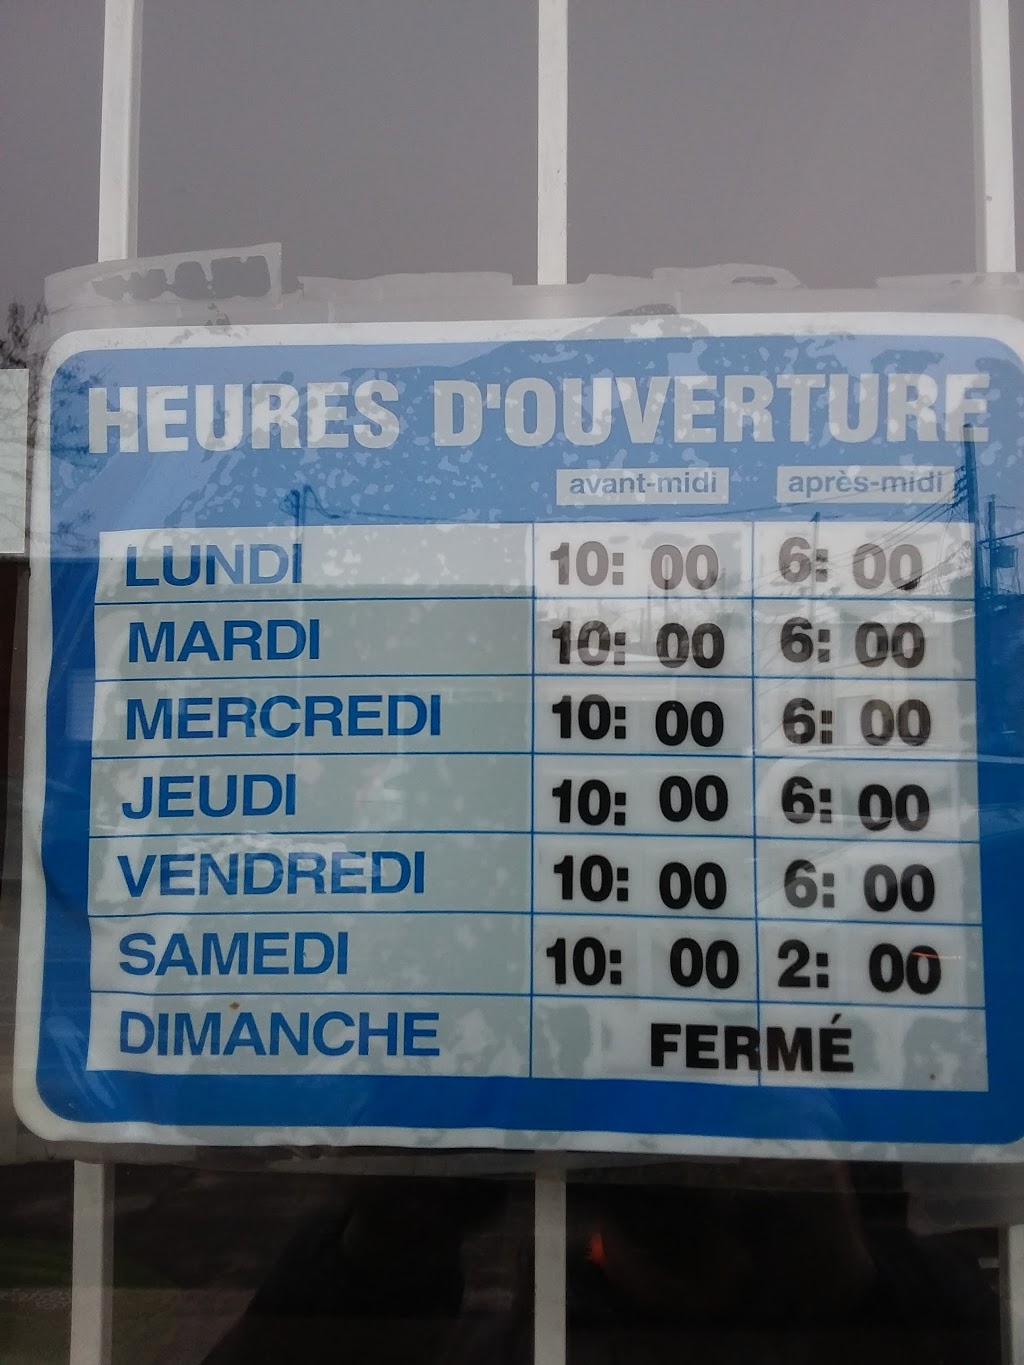 HEURES D'OUVERTURE
avant-midi après-midi
LUNDI 10: 00 6: 00
MARDI 10: 00 6: 00
MERCREDI 10: 00 6: 00
JEUDI 10: 00 6: 00
VENDREDI 10: 00 6: 00
SAMEDI 10: 00 2: 00
DIMANCHE FERMÉ